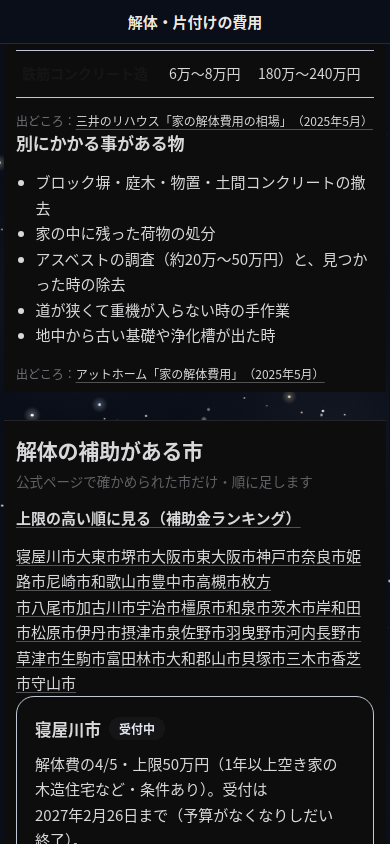 解体・片付けの費用
鉄筋コンクリート造 6万〜8万円 180万〜240万円
出どころ：三井のリハウス「家の解体費用の相場」（2025年5月）
別にかかる事がある物
ブロック塀・庭木・物置・土間コンクリートの撤
去
家の中に残った荷物の処分
アスベストの調査（約20万〜50万円）と、見つか
った時の除去
道が狭くて重機が入らない時の手作業
地中から古い基礎や浄化槽が出た時
出どころ：アットホーム「家の解体費用」（2025年5月）
解体の補助がある市
公式ページで確かめられた市だけ・順に足します
上限の高い順に見る（補助金ランキング）
寝屋川市大東市堺市大阪市東大阪市神戸市奈良市姫
路市尼崎市和歌山市豊中市高槻市枚方
市八尾市加古川市宇治市橿原市和泉市茨木市岸和田
市松原市伊丹市摂津市泉佐野市羽曳野市河内長野市
草津市生駒市富田林市大和郡山市貝塚市三木市香芝
市守山市
寝屋川市 受付中
解体費の4/5・上限50万円（1年以上空き家の
木造住宅など・条件あり）。受付は
2027年2月26日まで（予算がなくなりしだい
終了）。